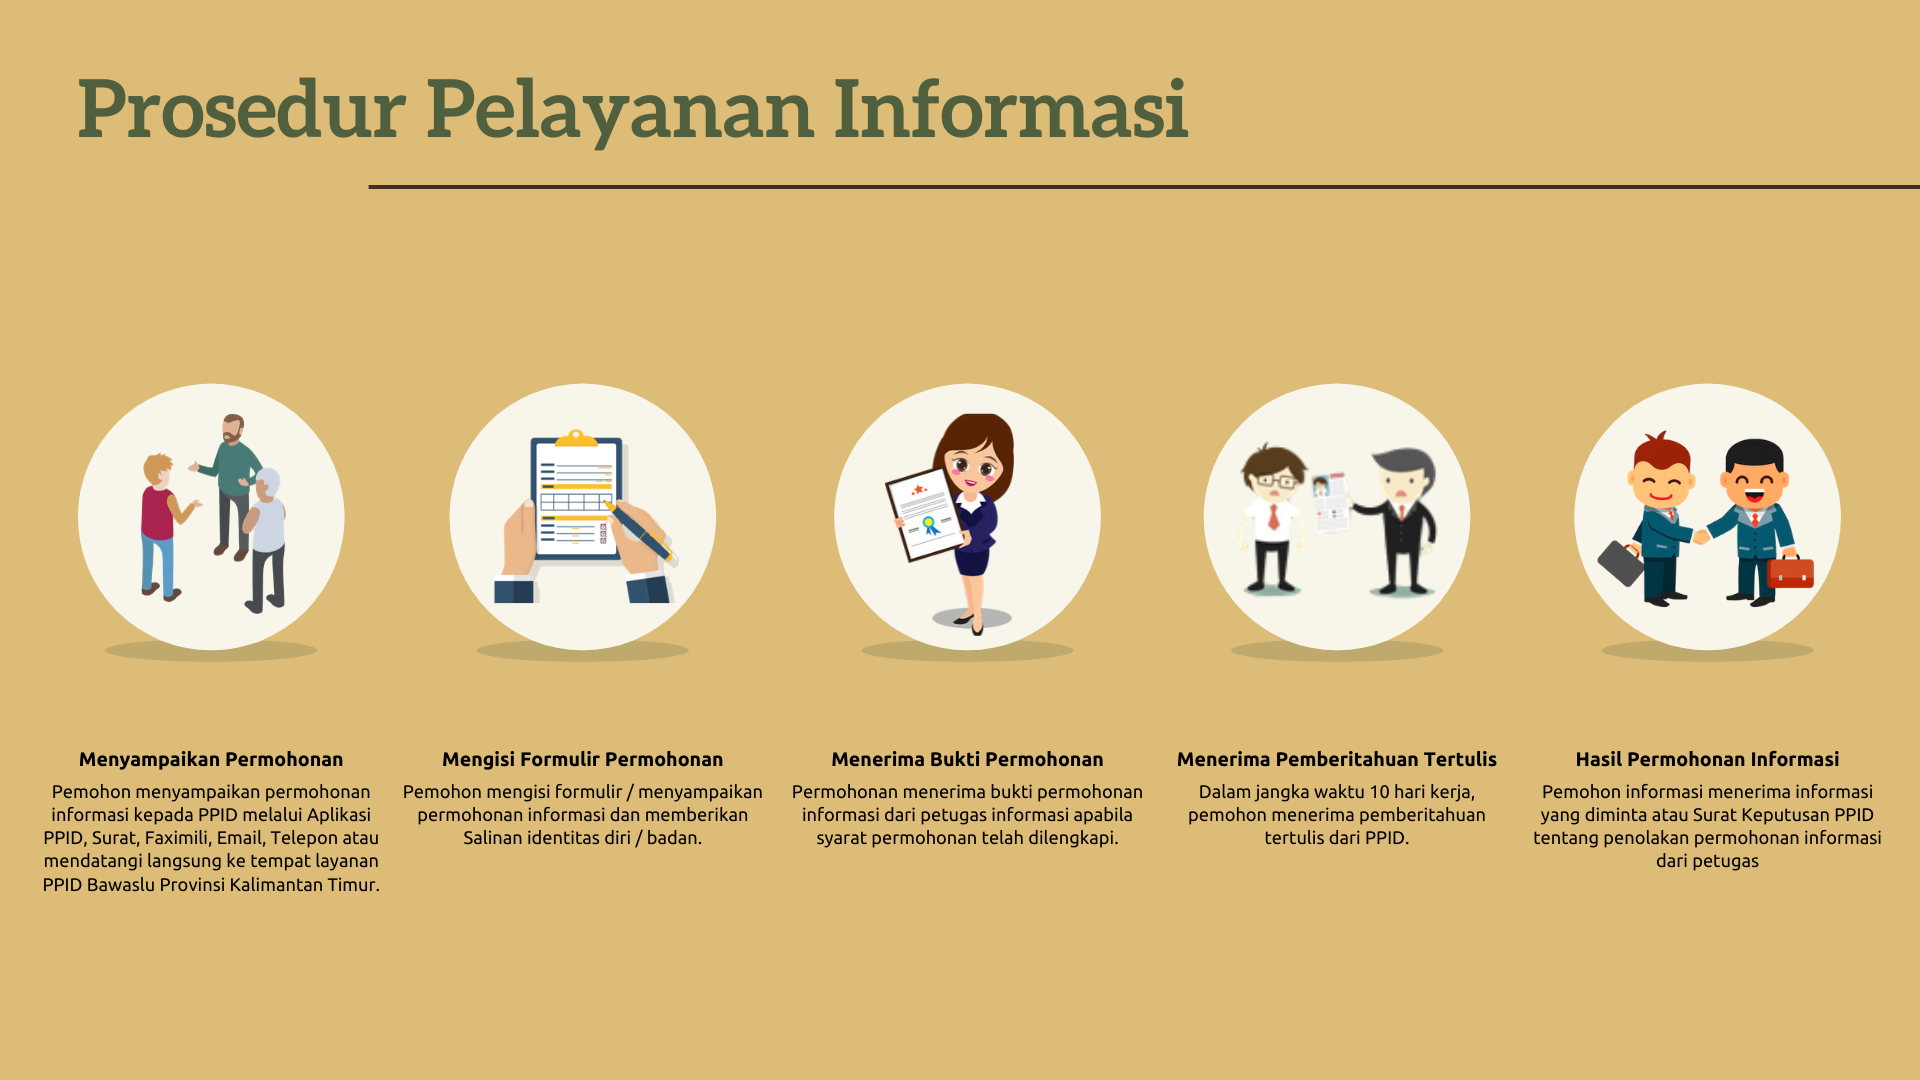 Prosedur Pelayanan Informasi
Menyampaikan Permohonan
Pemohon menyampaikan permohonan
informasi kepada PPID melalui Aplikasi
PPID, Surat, Faximili, Email, Telepon atau
mendatangi langsung ke tempat layanan
PPID Bawaslu Provinsi Kalimantan Timur.
Mengisi Formulir Permohonan
Pemohon mengisi formulir / menyampaikan
permohonan informasi dan memberikan
Salinan identitas diri / badan.
Menerima Bukti Permohonan
Permohonan menerima bukti permohonan
informasi dari petugas informasi apabila
syarat permohonan telah dilengkapi.
Menerima Pemberitahuan Tertulis
Dalam jangka waktu 10 hari kerja,
pemohon menerima pemberitahuan
tertulis dari PPID.
Hasil Permohonan Informasi
Pemohon informasi menerima informasi
yang diminta atau Surat Keputusan PPID
tentang penolakan permohonan informasi
dari petugas